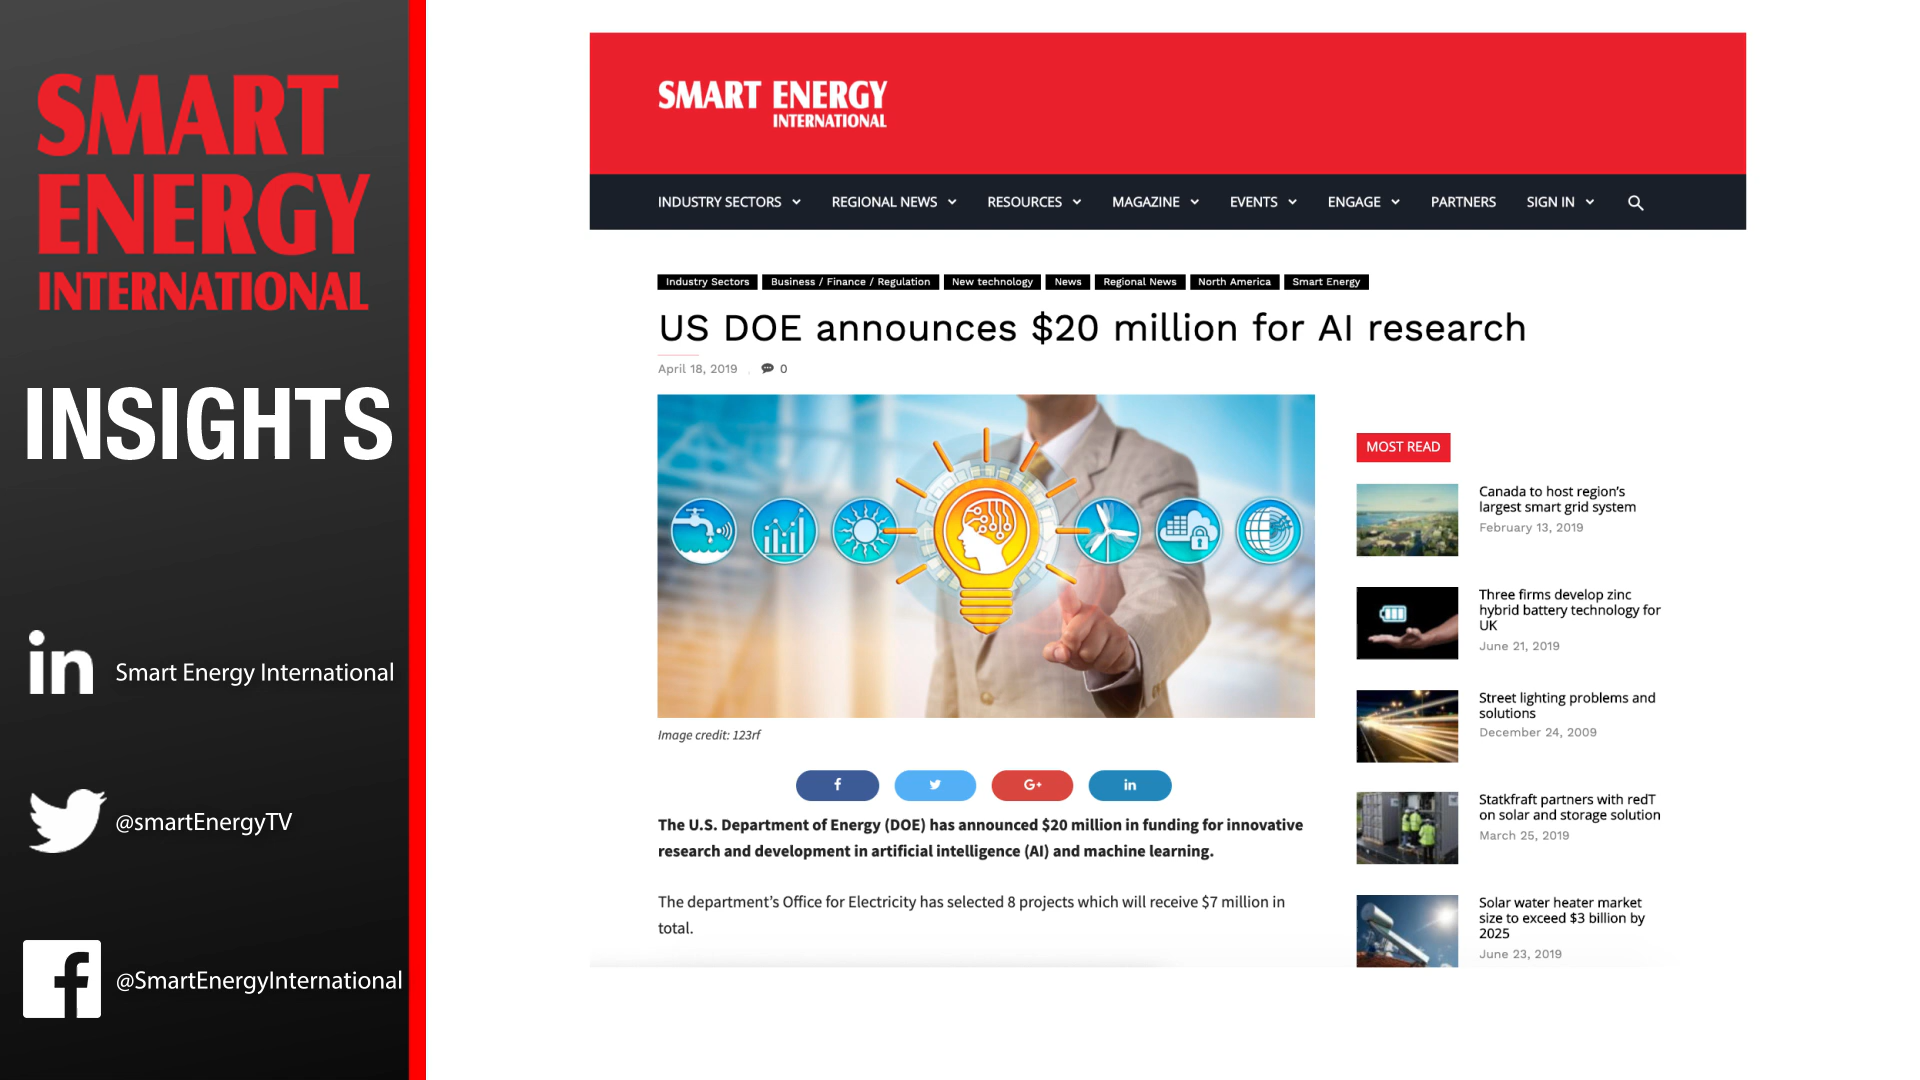 SMART
ENERGY
INTERNATIONAL
INSIGHTS
in Smart Energy International
@smartEnergyTV
f @SmartEnergyInternational
SMART ENERGY
INTERNATIONAL
INDUSTRY SECTORS REGIONAL NEWS RESOURCES MAGAZINE EVENTS ENGAGE PARTNERS SIGN IN
Industry Sectors Business / Finance / Regulation New technology News Regional News North America Smart Energy
US DOE announces $20 million for AI research
April 18, 2019 . 0
Image credit: 123rf
f G+ in
The U.S. Department of Energy (DOE) has announced $20 million in funding for innovative
research and development in artificial intelligence (AI) and machine learning.
The department's Office for Electricity has selected 8 projects which will receive $7 million in
total.
MOST READ
Canada to host region's
largest smart grid system
February 13, 2019
Three firms develop zinc
hybrid battery technology for
UK
June 21, 2019
Street lighting problems and
solutions
December 24, 2009
Statkfraft partners with redT
on solar and storage solution
March 25, 2019
Solar water heater market
size to exceed $3 billion by
2025
June 23, 2019